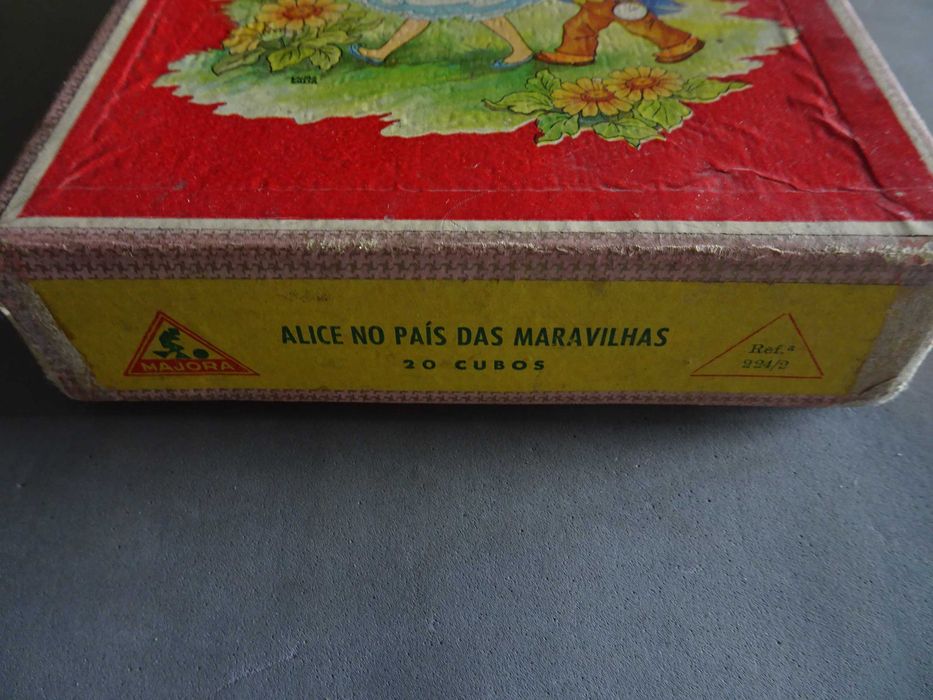 MAJORA
ALICE NO PAÍS DAS MARAVILHAS
20 CUBOS
Ref.ª
224/2